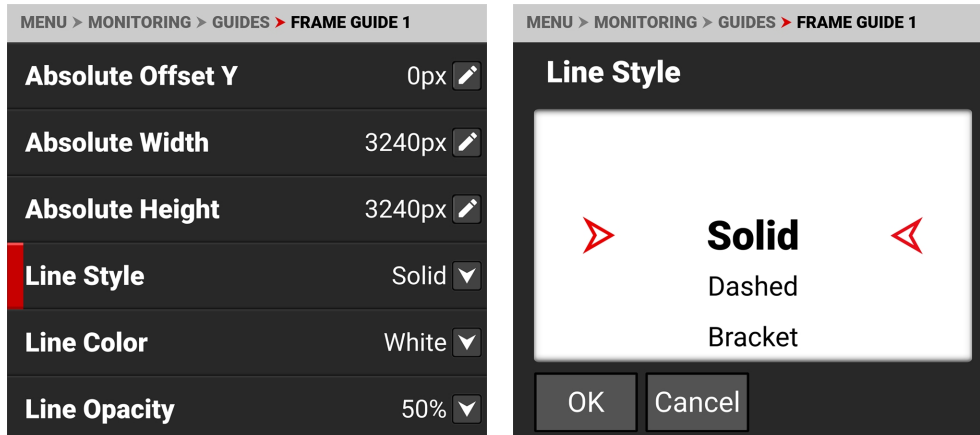 MENU > MONITORING > GUIDES > FRAME GUIDE 1
Absolute Offset Y 0px
Absolute Width 3240px
Absolute Height 3240px
Line Style Solid
Line Color White
Line Opacity 50%
MENU > MONITORING > GUIDES > FRAME GUIDE 1
Line Style
Solid
Dashed
Bracket
OK Cancel